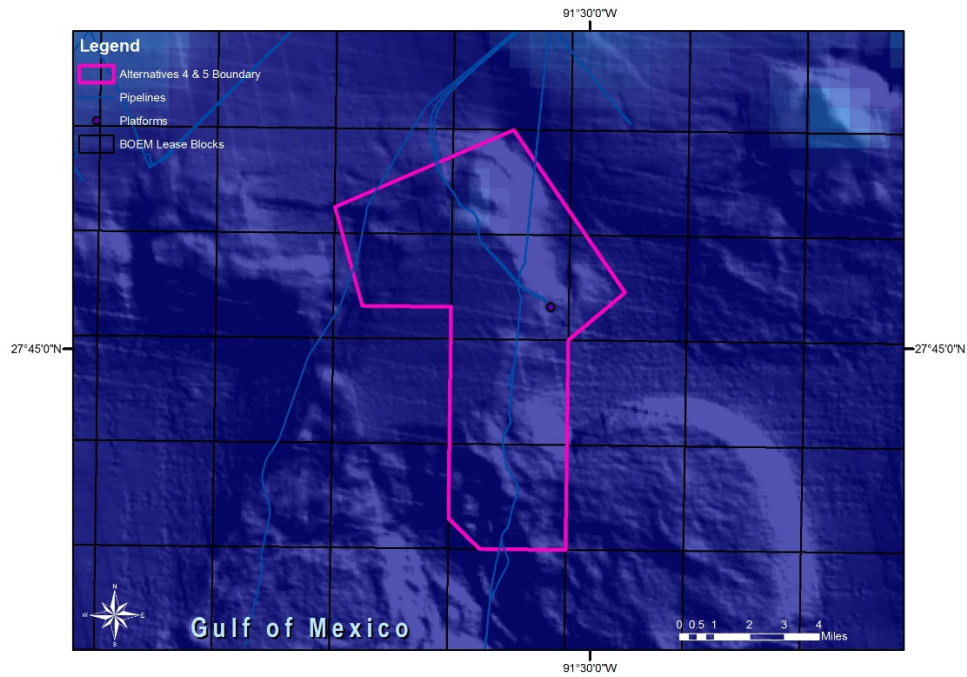 91°30'0"W
Legend
Alternatives 4 & 5 Boundary
Pipelines
Platforms
BOEM Lease Blocks
27°45'0"N
27°45'0"N
N
W
E
S
Gulf of Mexico
0 0.5 1 2 3 4
Miles
91°30'0"W